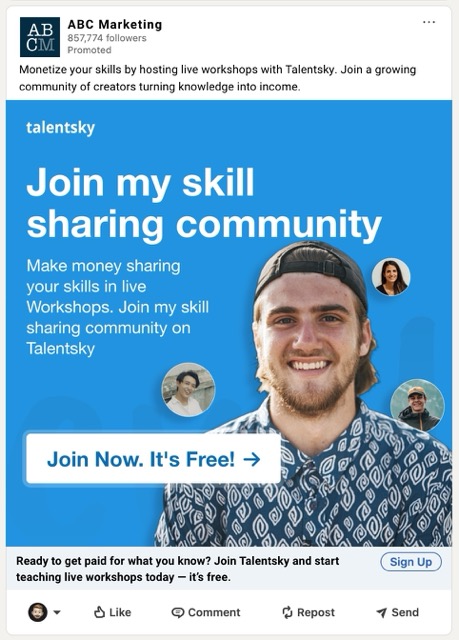 AB
CM
ABC Marketing
857,774 followers
Promoted
Monetize your skills by hosting live workshops with Talentsky. Join a growing
community of creators turning knowledge into income.
talentsky
Join my skill
sharing community
Make money sharing
your skills in live
Workshops. Join my skill
sharing community on
Talentsky
Join Now. It's Free! →
Ready to get paid for what you know? Join Talentsky and start
teaching live workshops today — it’s free.
Sign Up
Like
Comment
Repost
Send